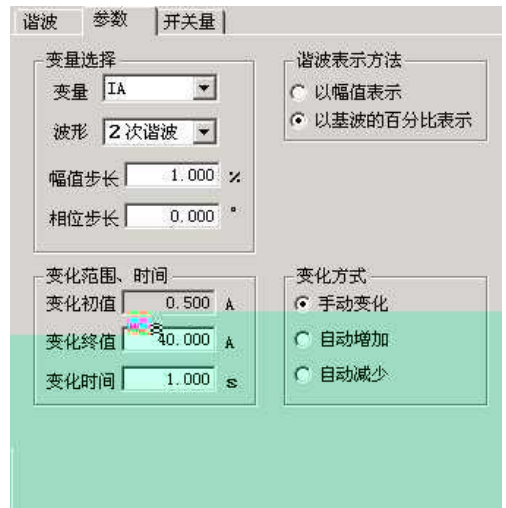 谐波 参数 开关量
变量选择
变量 IA
波形 2次谐波
幅值步长 1.000 %
相位步长 0.000 °
谐波表示方法
以幅值表示
以基波的百分比表示
变化范围、时间
变化初值 0.500 A
变化终值 40.000 A
变化时间 1.000 s
变化方式
手动变化
自动增加
自动减少